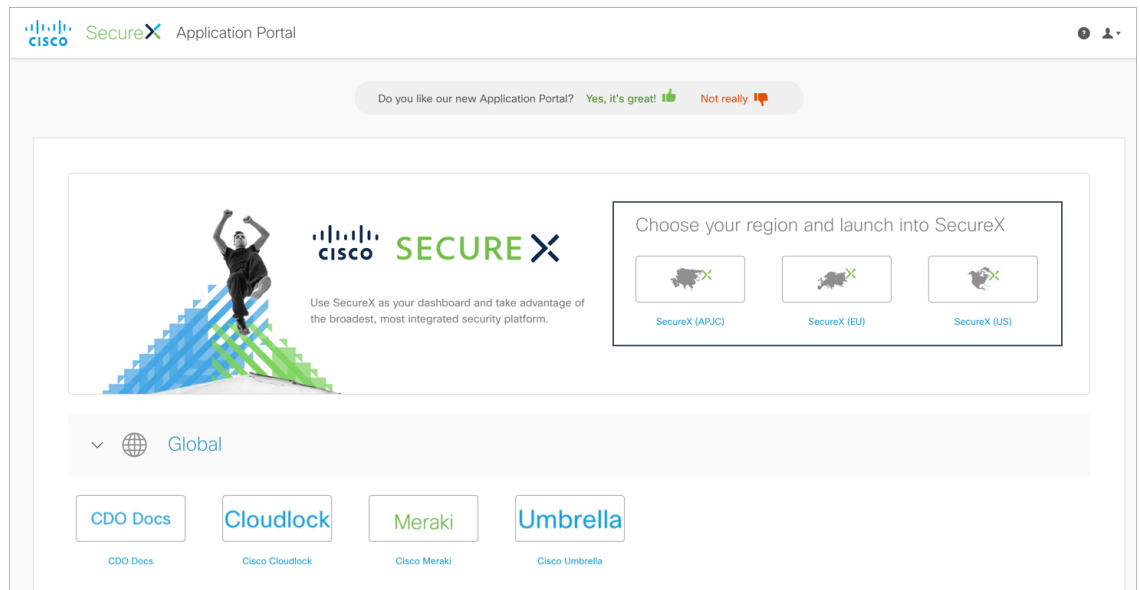 CISCO SecureX Application Portal
Do you like our new Application Portal? Yes, it's great! Not really
CISCO SECUREX
Use SecureX as your dashboard and take advantage of
the broadest, most integrated security platform.
Choose your region and launch into SecureX
SecureX (APJC) SecureX (EU) SecureX (US)
Global
CDO Docs Cloudlock Meraki Umbrella
CDO Docs Cisco Cloudlock Cisco Meraki Cisco Umbrella